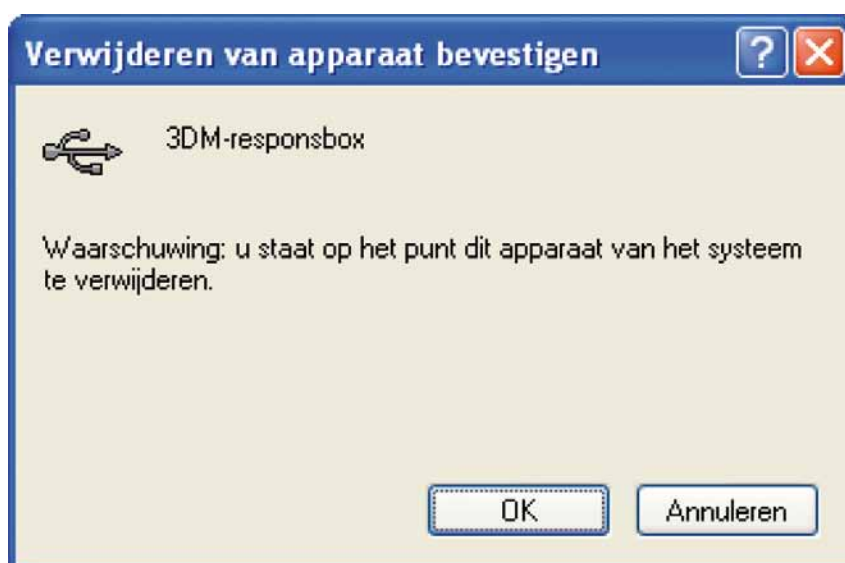 Verwijderen van apparaat bevestigen
3DM-responsbox
Waarschuwing: u staat op het punt dit apparaat van het systeem
te verwijderen.
OK
Annuleren